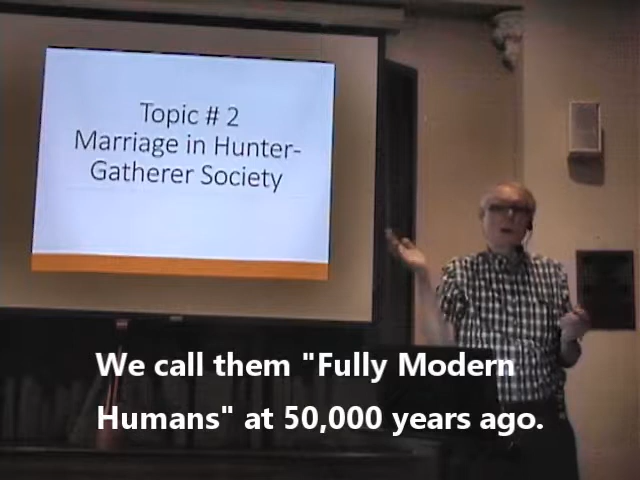 Topic # 2
Marriage in Hunter-
Gatherer Society
We call them "Fully Modern
Humans" at 50,000 years ago.